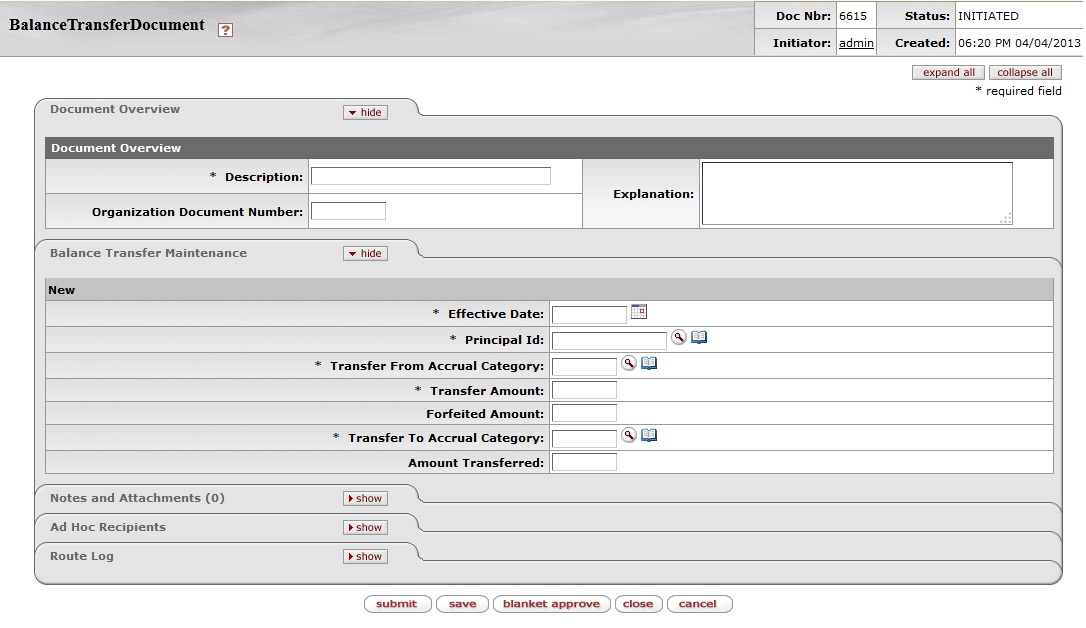 BalanceTransferDocument ?
Doc Nbr: 6615 Status: INITIATED
Initiator: admin Created: 06:20 PM 04/04/2013
expand all collapse all
* required field
Document Overview hide
Document Overview
* Description:
Explanation:
Organization Document Number:
Balance Transfer Maintenance hide
New
* Effective Date:
* Principal Id:
* Transfer From Accrual Category:
* Transfer Amount:
Forfeited Amount:
* Transfer To Accrual Category:
Amount Transferred:
Notes and Attachments (0) show
Ad Hoc Recipients show
Route Log show
submit save blanket approve close cancel